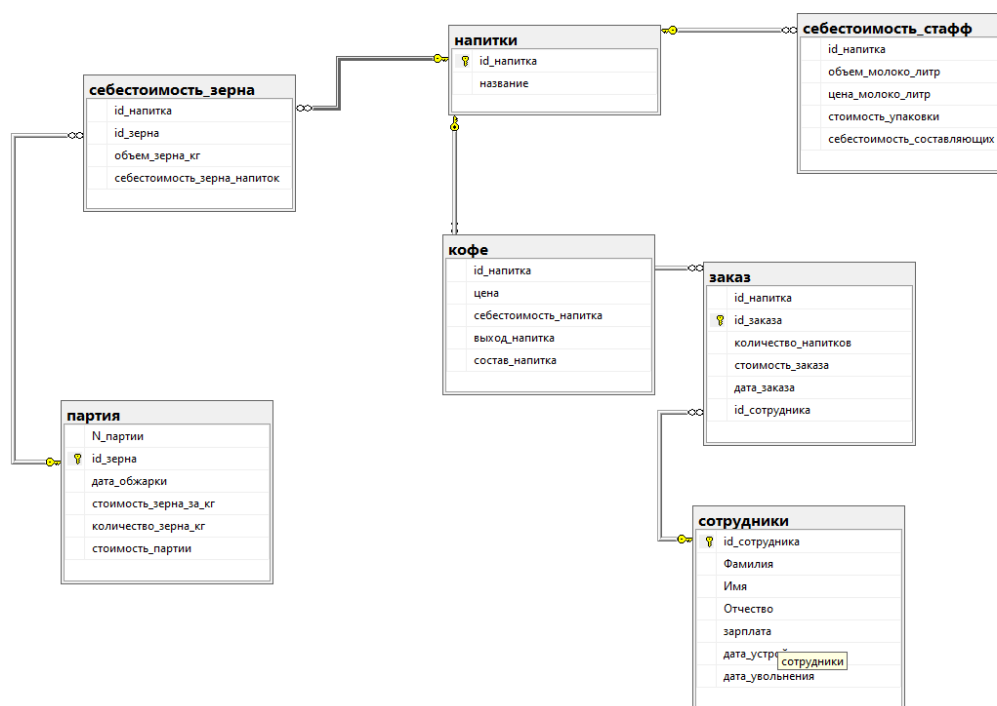 напитки
id_напитка
название
себестоимость_стафф
id_напитка
объем_молоко_литр
цена_молоко_литр
стоимость_упаковки
себестоимость_составляющих
себестоимость_зерна
id_напитка
id_зерна
объем_зерна_кг
себестоимость_зерна_напиток
кофе
id_напитка
цена
себестоимость_напитка
выход_напитка
состав_напитка
заказ
id_напитка
id_заказа
количество_напитков
стоимость_заказа
дата_заказа
id_сотрудника
партия
N_партии
id_зерна
дата_обжарки
стоимость_зерна_за_кг
количество_зерна_кг
стоимость_партии
сотрудники
id_сотрудника
Фамилия
Имя
Отчество
зарплата
сотрудники
дата_увольнения